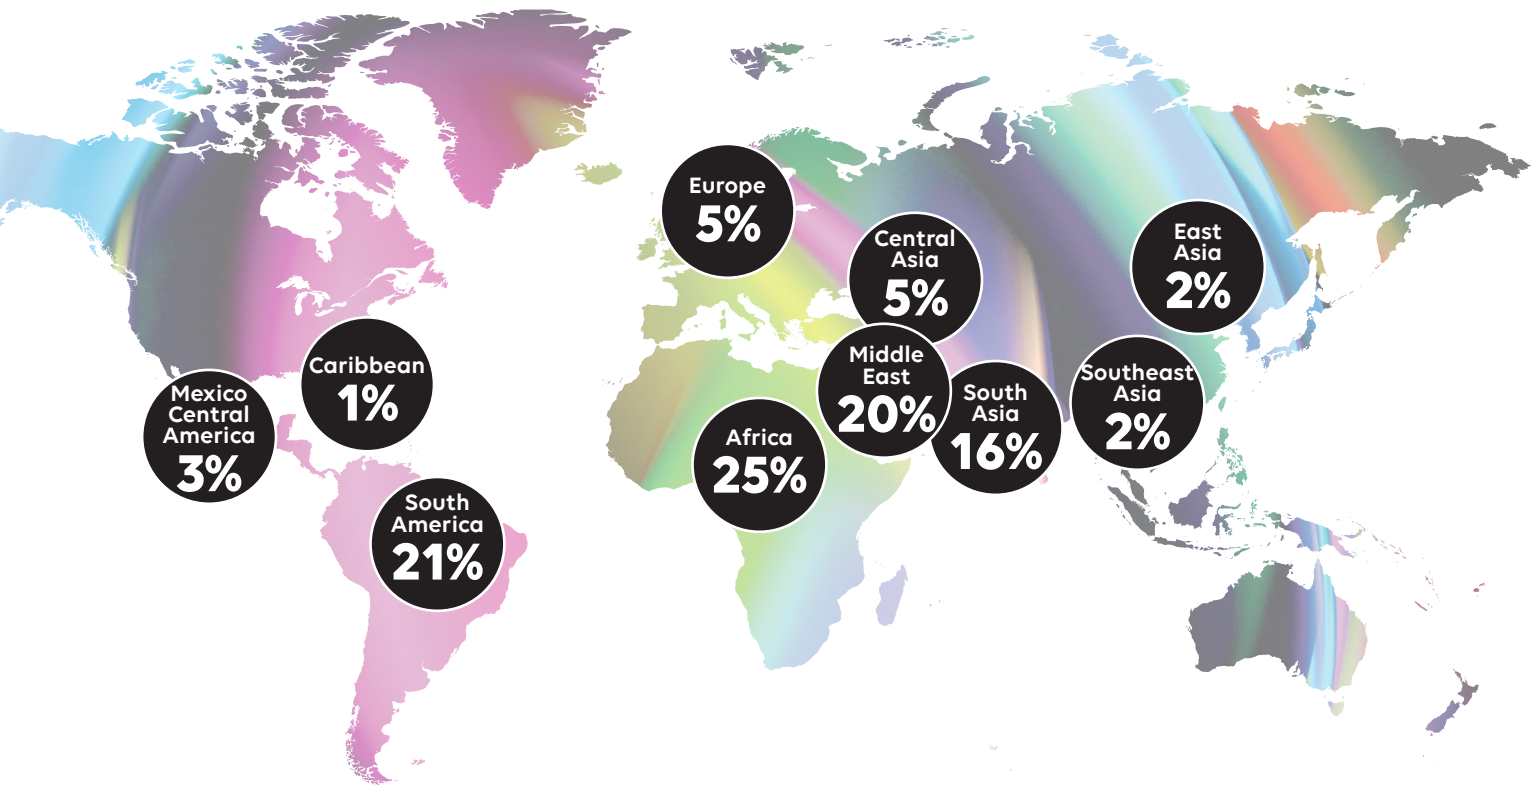 Europe
5%
Central
Asia
5%
East
Asia
2%
Caribbean
1%
Middle
East
20%
Southeast
Asia
2%
Mexico
Central
America
3%
South
Asia
16%
Africa
25%
South
America
21%